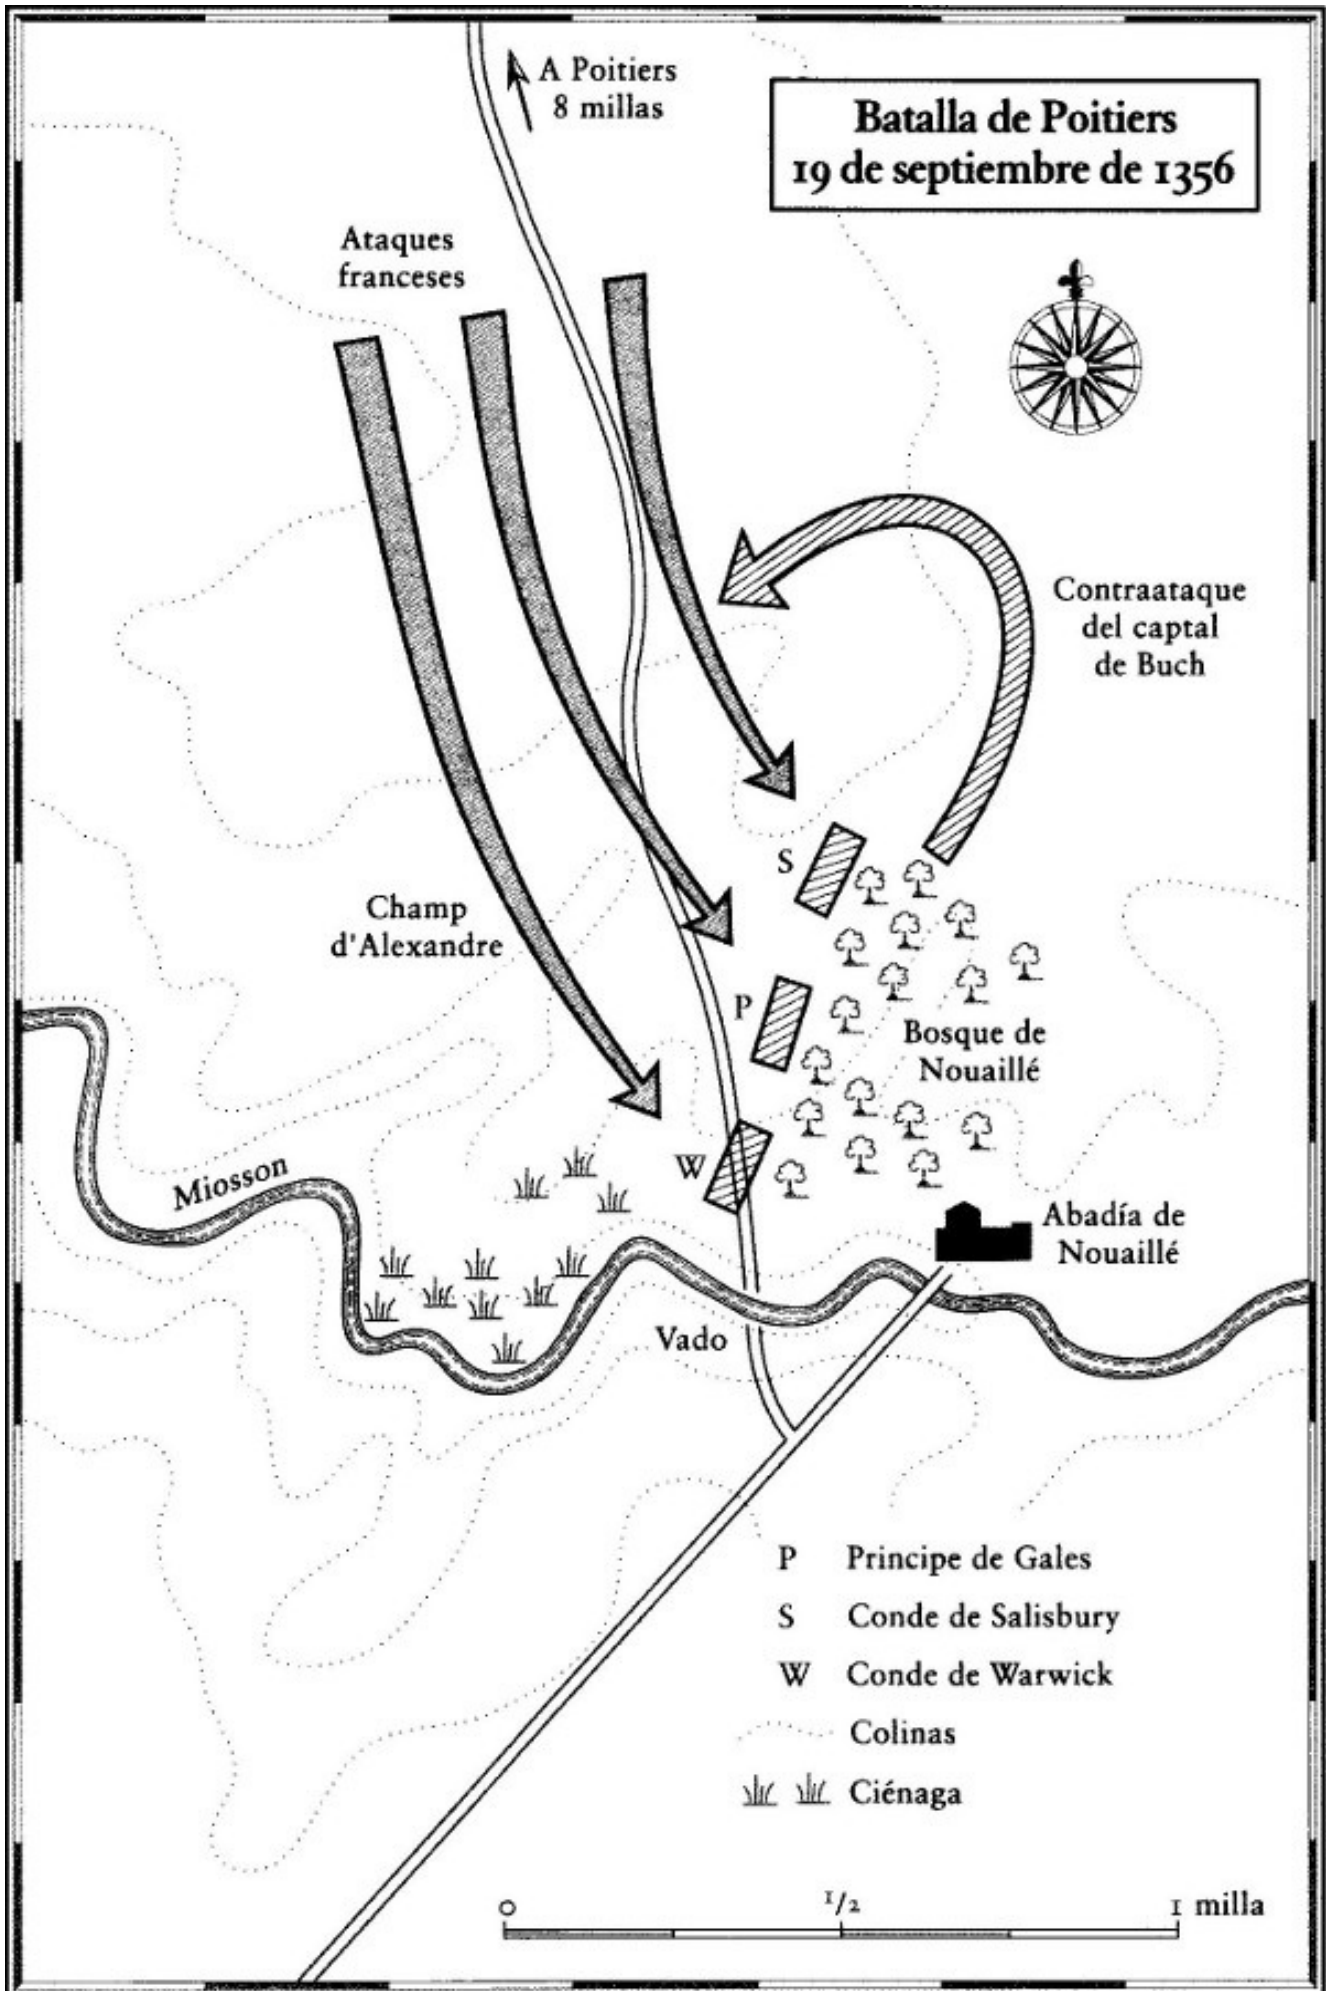 A Poitiers
8 millas
Batalla de Poitiers
19 de septiembre de 1356
Ataques
franceses
Contraataque
del captal
de Buch
S
Champ
d'Alexandre
P
Bosque de
Nouaillé
W
Miosson
Abadía de
Nouaillé
Vado
P Principe de Gales
S Conde de Salisbury
W Conde de Warwick
Colinas
Ciénaga
0 1/2 1 milla